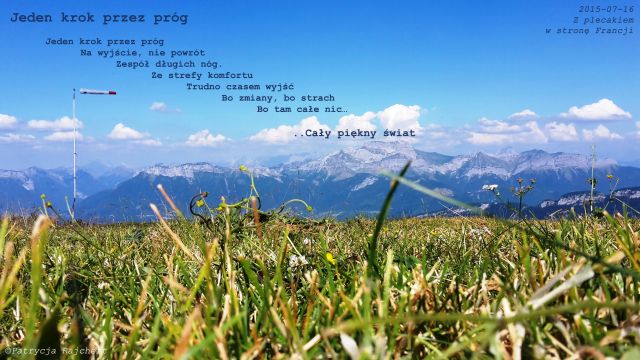 Jeden krok przez próg
2015-07-16
Z plecakiem
w stronę Francji
Jeden krok przez próg
Na wyjście, nie powrót
Zespół długich nóg.
Ze strefy komfortu
Trudno czasem wyjść
Bo zmiany, bo strach
Bo tam całe nic…
..Cały piękny świat
©Patrycja